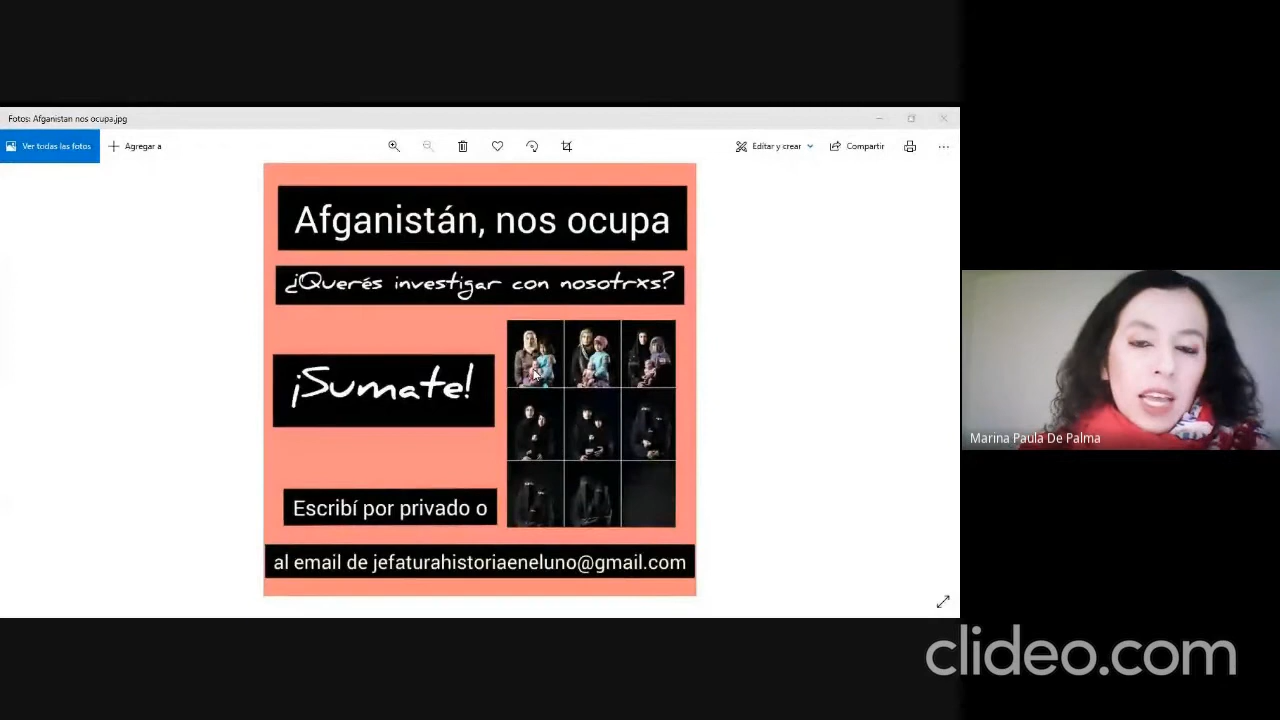 Fotos: Afganistan nos ocupa.jpg
Ver todas las fotos
Agregar a
Editar y crear
Compartir
Afganistán, nos ocupa
¿Querés investigar con nosotrxs?
¡Sumate!
Escribí por privado o
al email de jefaturahistoriaeneluno@gmail.com
Marina Paula De Palma
clideo.com